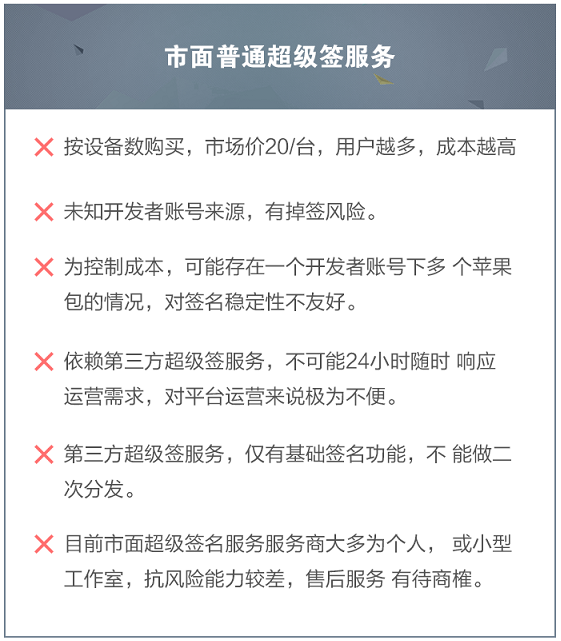 市面普通超级签服务
按设备数购买，市场价20/台，用户越多，成本越高
未知开发者账号来源，有掉签风险。
为控制成本，可能存在一个开发者账号下多 个苹果
包的情况，对签名稳定性不友好。
依赖第三方超级签服务，不可能24小时随时 响应
运营需求，对平台运营来说极为不便。
第三方超级签服务，仅有基础签名功能，不 能做二
次分发。
目前市面超级签名服务服务商大多为个人， 或小型
工作室，抗风险能力较差，售后服务 有待商榷。